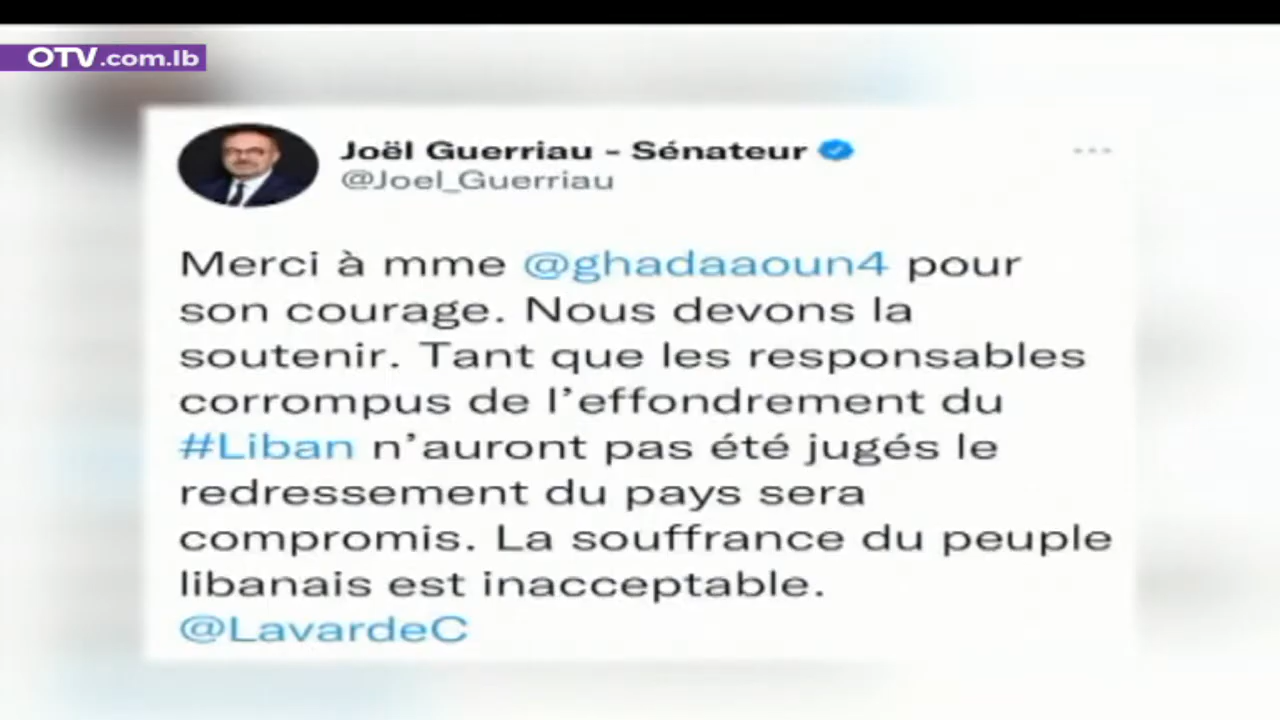 OTV.com.lb
Joël Guerriau - Sénateur
@Joel_Guerriau
Merci à mme @ghadaaoun4 pour
son courage. Nous devons la
soutenir. Tant que les responsables
corrompus de l’effondrement du
#Liban n’auront pas été jugés le
redressement du pays sera
compromis. La souffrance du peuple
libanais est inacceptable.
@LavardeC